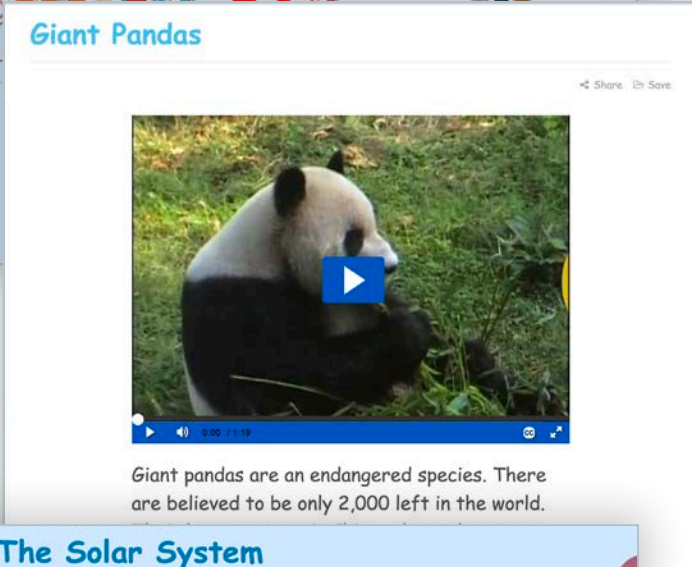 Giant Pandas
Share Save
0:00 / 1:19
CC
Giant pandas are an endangered species. There
are believed to be only 2,000 left in the world.
The Solar System